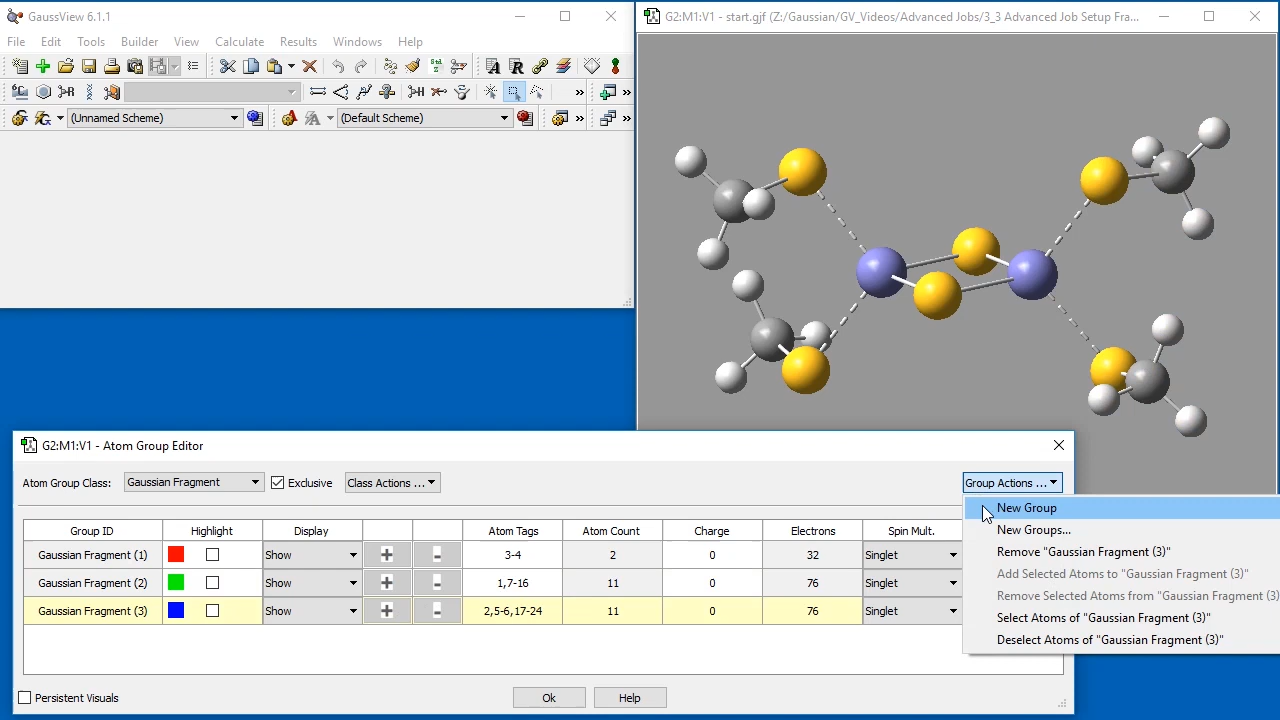 GaussView 6.1.1
File Edit Tools Builder View Calculate Results Windows Help
(Unnamed Scheme) (Default Scheme)
G2:M1:V1 - start.gjf (Z:/Gaussian/GV_Videos/Advanced Jobs/3_3 Advanced Job Setup Fra...
G2:M1:V1 - Atom Group Editor
Atom Group Class: Gaussian Fragment Exclusive Class Actions ... Group Actions ...
Group ID Highlight Display Atom Tags Atom Count Charge Electrons Spin Mult.
Gaussian Fragment (1) Show + - 3-4 2 0 32 Singlet
Gaussian Fragment (2) Show + - 1,7-16 11 0 76 Singlet
Gaussian Fragment (3) Show + - 2,5-6,17-24 11 0 76 Singlet
New Group
New Groups...
Remove "Gaussian Fragment (3)"
Add Selected Atoms to "Gaussian Fragment (3)"
Remove Selected Atoms from "Gaussian Fragment (3)
Select Atoms of "Gaussian Fragment (3)"
Deselect Atoms of "Gaussian Fragment (3)"
Persistent Visuals Ok Help